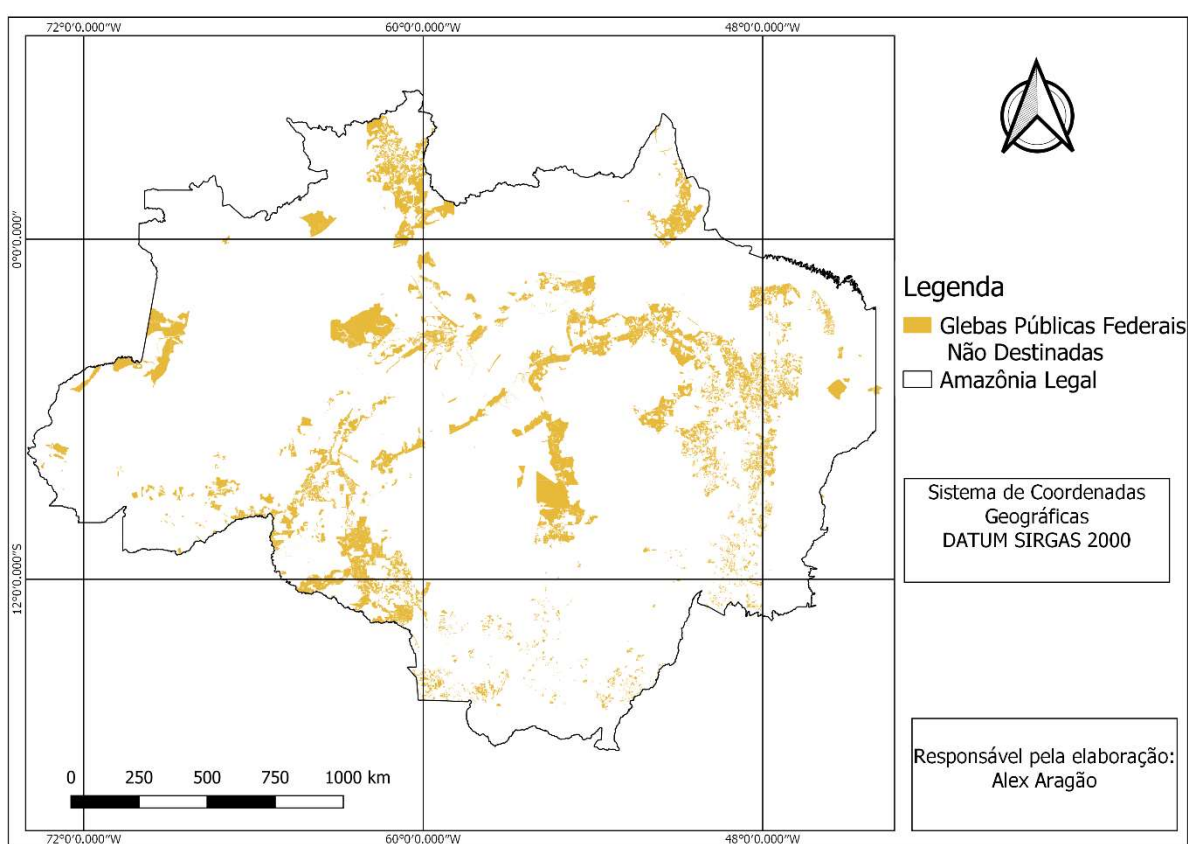 72°0'0.000"W
60°0'0.000"W
48°0'0.000"W
0°0'0.000"
12°0'0.000"S
Legenda
Glebas Públicas Federais
Não Destinadas
Amazônia Legal
Sistema de Coordenadas
Geográficas
DATUM SIRGAS 2000
Responsável pela elaboração:
Alex Aragão
0 250 500 750 1000 km
72°0'0.000"W
60°0'0.000"W
48°0'0.000"W